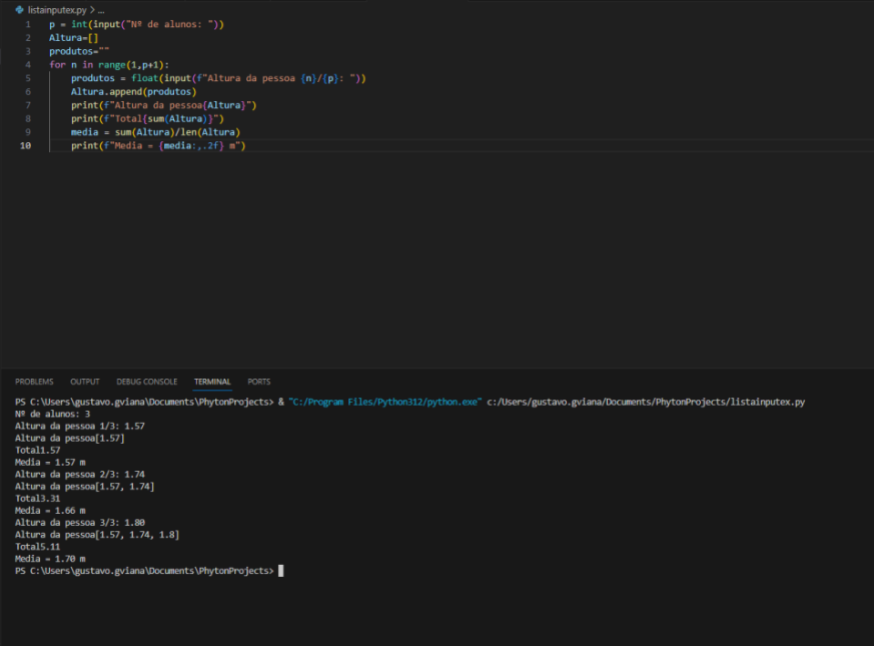 listainputex.py > ...
1 p = int(input("Nº de alunos: "))
2 Altura=[]
3 produtos=""
4 for n in range(1,p+1):
5 produtos = float(input(f"Altura da pessoa {n}/{p}: "))
6 Altura.append(produtos)
7 print(f"Altura da pessoa{Altura}")
8 print(f"Total{sum(Altura)}")
9 media = sum(Altura)/len(Altura)
10 print(f"Media = {media:,.2f} m")
PROBLEMS OUTPUT DEBUG CONSOLE TERMINAL PORTS
PS C:\Users\gustavo.gviana\Documents\PhytonProjects> & "C:/Program Files/Python312/python.exe" c:/Users/gustavo.gviana/Documents/PhytonProjects/listainputex.py
Nº de alunos: 3
Altura da pessoa 1/3: 1.57
Altura da pessoa[1.57]
Total1.57
Media = 1.57 m
Altura da pessoa 2/3: 1.74
Altura da pessoa[1.57, 1.74]
Total3.31
Media = 1.66 m
Altura da pessoa 3/3: 1.80
Altura da pessoa[1.57, 1.74, 1.8]
Total5.11
Media = 1.70 m
PS C:\Users\gustavo.gviana\Documents\PhytonProjects>